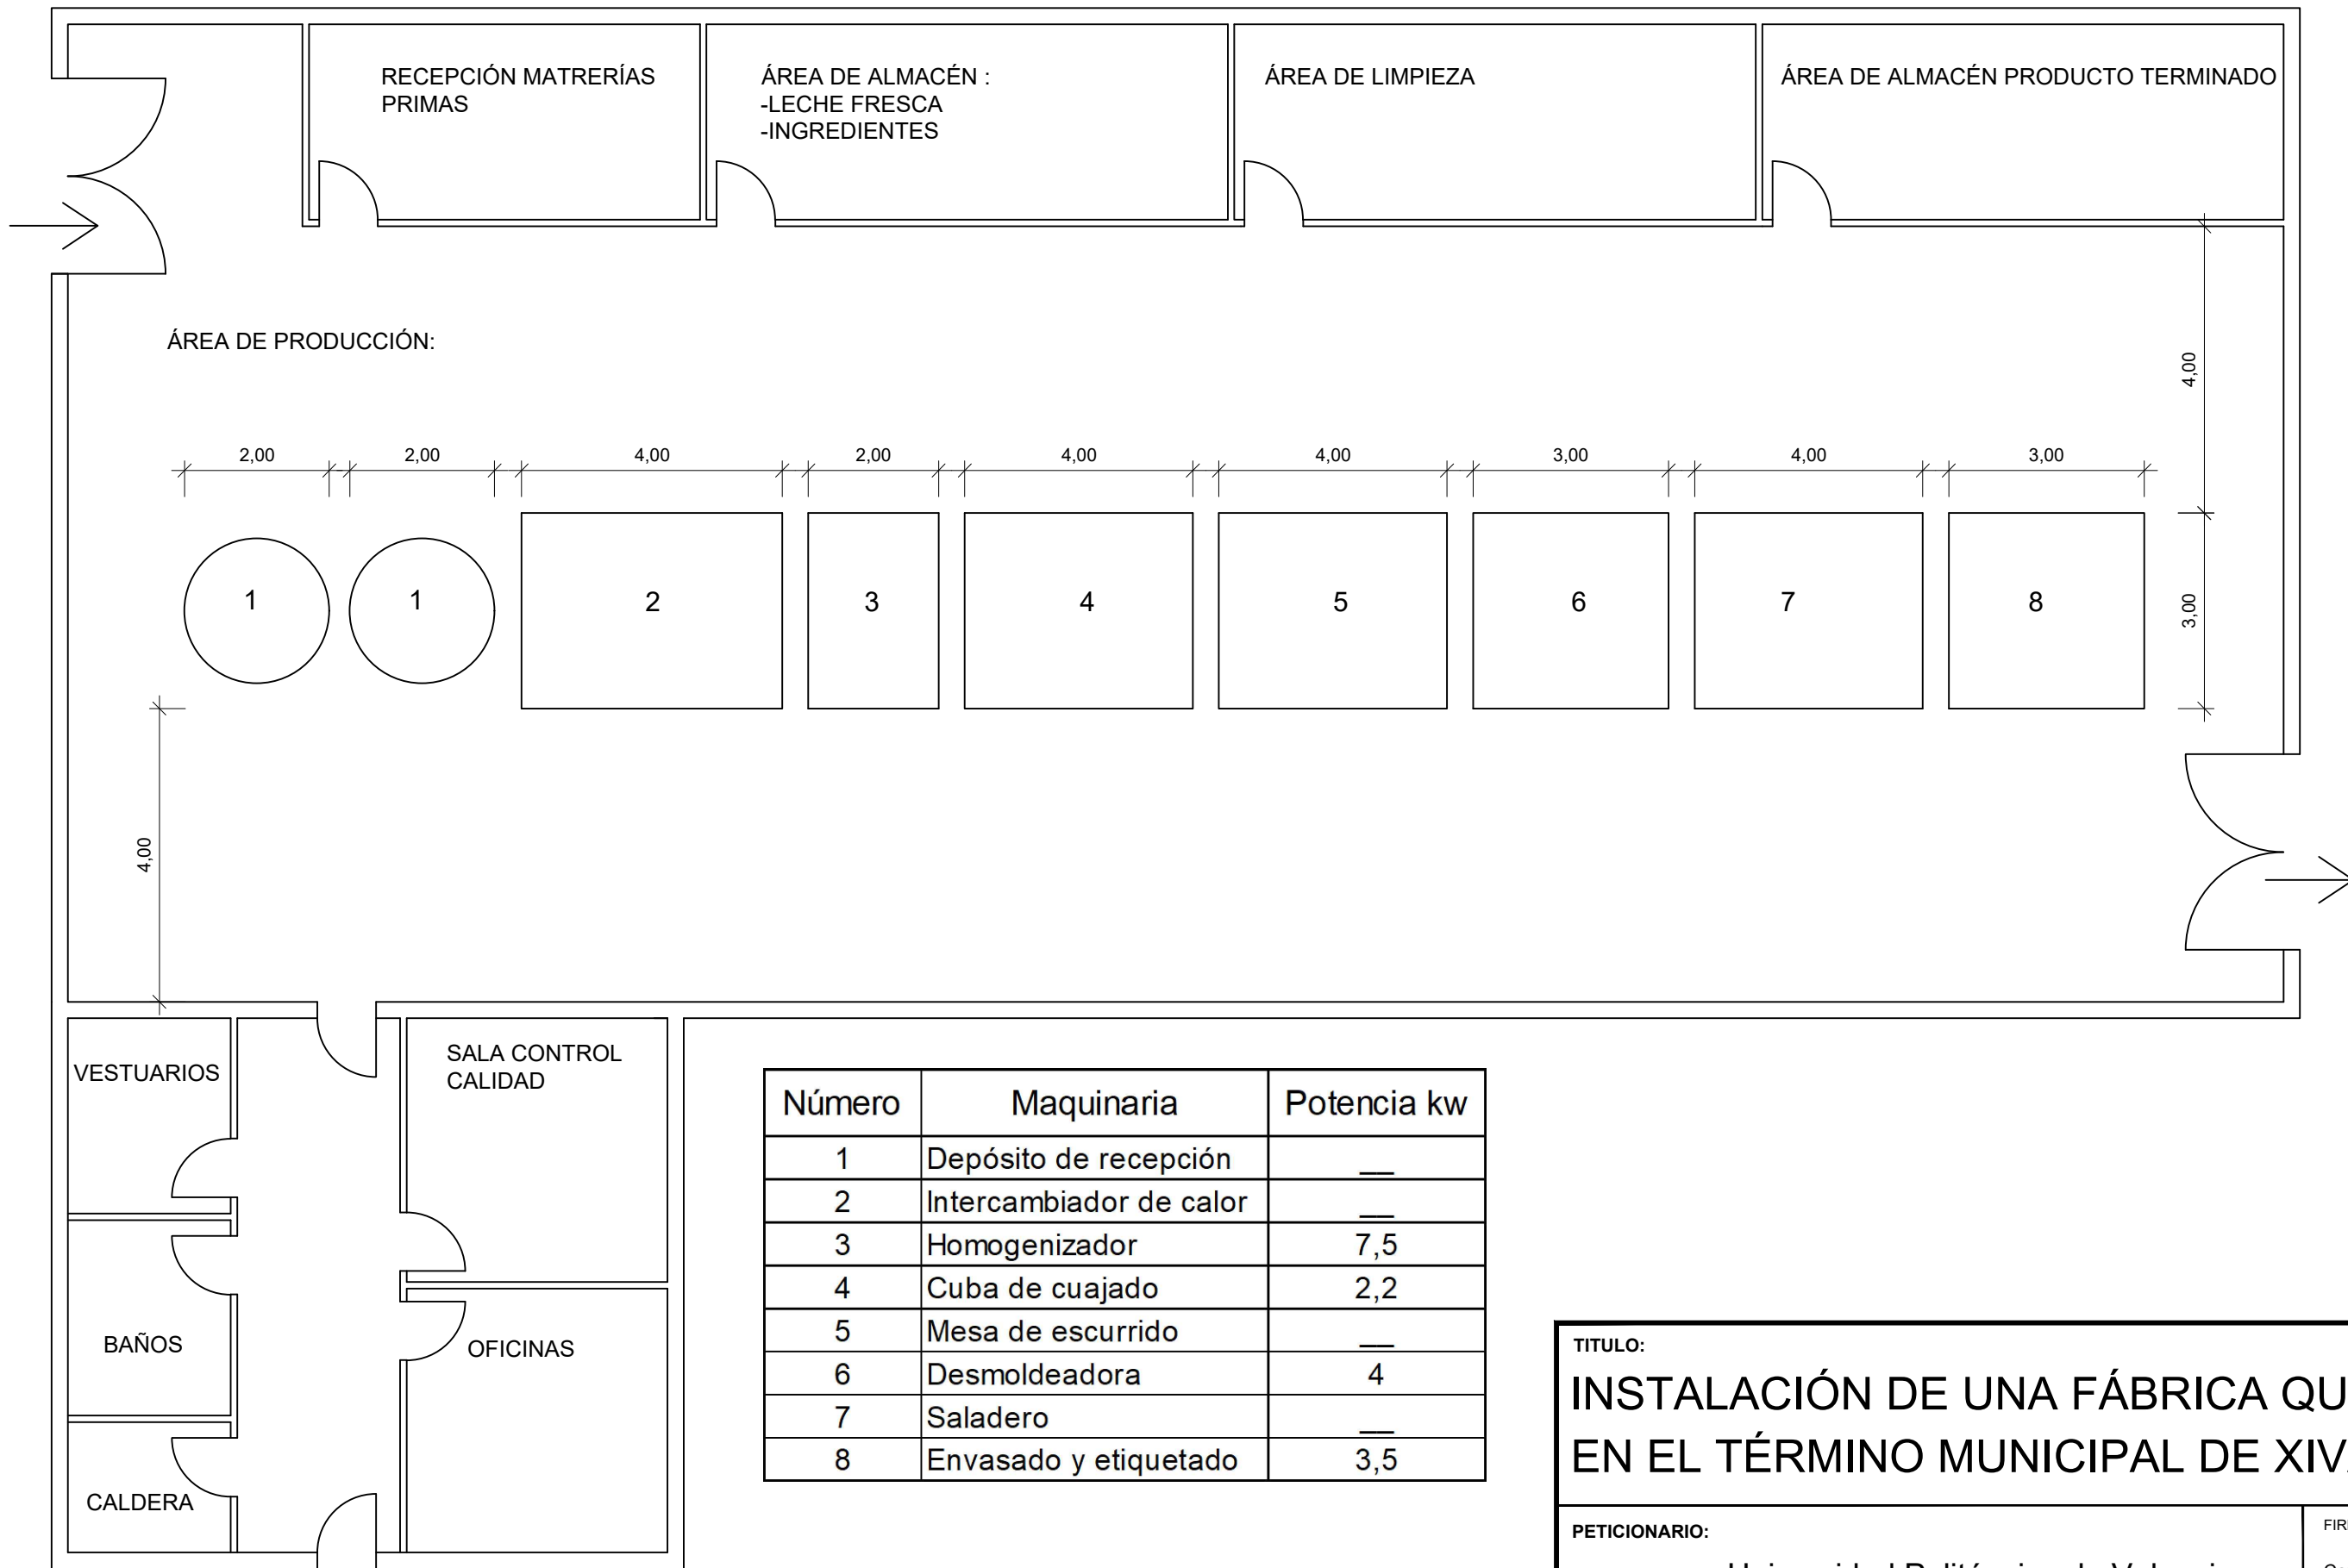 RECEPCIÓN MATRERÍAS
PRIMAS
ÁREA DE ALMACÉN :
-LECHE FRESCA
-INGREDIENTES
ÁREA DE LIMPIEZA
ÁREA DE ALMACÉN PRODUCTO TERMINADO
ÁREA DE PRODUCCIÓN:
4,00
2,00 2,00 4,00 2,00 4,00 4,00 3,00 4,00 3,00
1 1 2 3 4 5 6 7 8
3,00
4,00
VESTUARIOS
SALA CONTROL
CALIDAD
BAÑOS
OFICINAS
CALDERA
Número Maquinaria Potencia kw
1 Depósito de recepción __
2 Intercambiador de calor __
3 Homogenizador 7,5
4 Cuba de cuajado 2,2
5 Mesa de escurrido __
6 Desmoldeadora 4
7 Saladero __
8 Envasado y etiquetado 3,5
TITULO:
INSTALACIÓN DE UNA FÁBRICA QU
EN EL TÉRMINO MUNICIPAL DE XIV
PETICIONARIO:
FIR